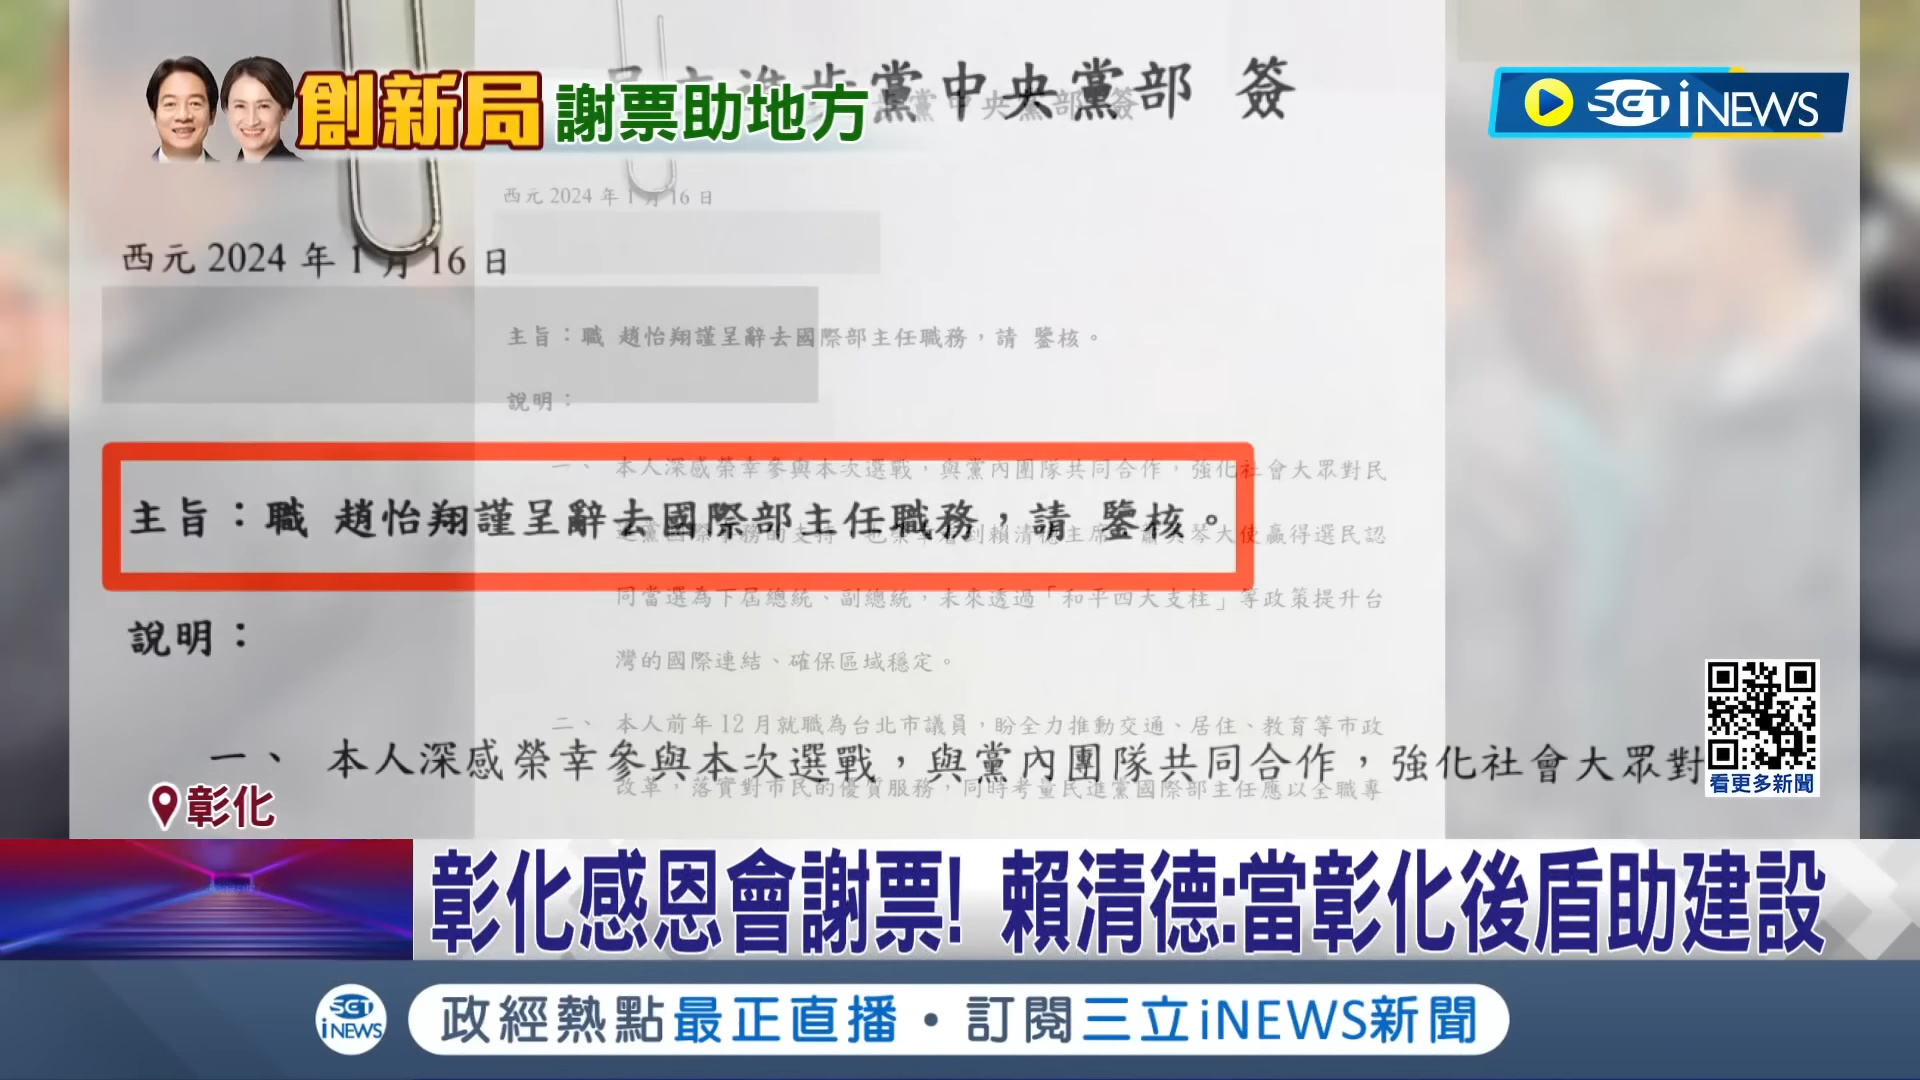 創新局 謝票助地方
民主進步黨中央黨部 簽
SET iNEWS
西元 2024 年 1 月 16 日
西元 2024 年 1 月 16 日
主旨：職 趙怡翔謹呈辭去國際部主任職務，請 鑒核。
說明：
一、 本人深感榮幸參與本次選戰，與黨內團隊共同合作，強化社會大眾對民
主旨：職 趙怡翔謹呈辭去國際部主任職務，請 鑒核。
同當選為下屆總統、副總統，未來透過「和平四大支柱」等政策提升台
說明：
灣的國際連結、確保區域穩定。
二、 本人前年 12 月就職為台北市議員，盼全力推動交通、居住、教育等市政
一、 本人深感榮幸參與本次選戰，與黨內團隊共同合作，強化社會大眾對
改革，落實對市民的優質服務，同時考量民進黨國際部主任應以全職專
看更多新聞
彰化
彰化感恩會謝票! 賴清德:當彰化後盾助建設
SET iNEWS
政經熱點最正直播・訂閱三立iNEWS新聞